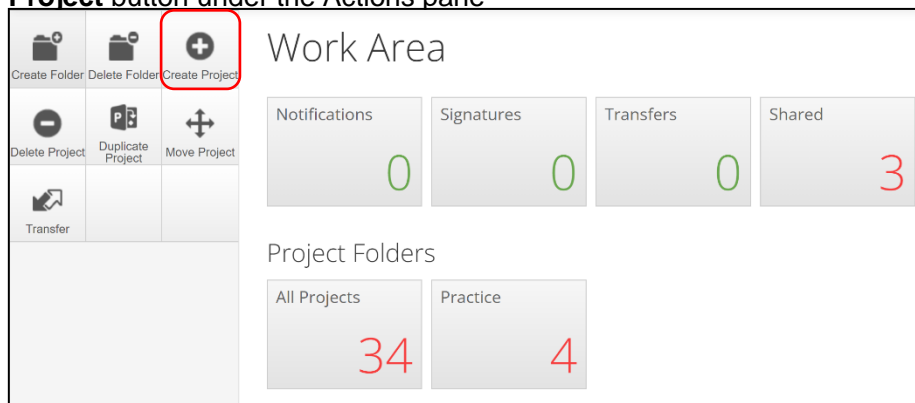 Project button under the Actions pane
Create Folder Delete Folder Create Project
Delete Project Duplicate Project Move Project
Transfer
Work Area
Notifications Signatures Transfers Shared
0 0 0 3
Project Folders
All Projects Practice
34 4